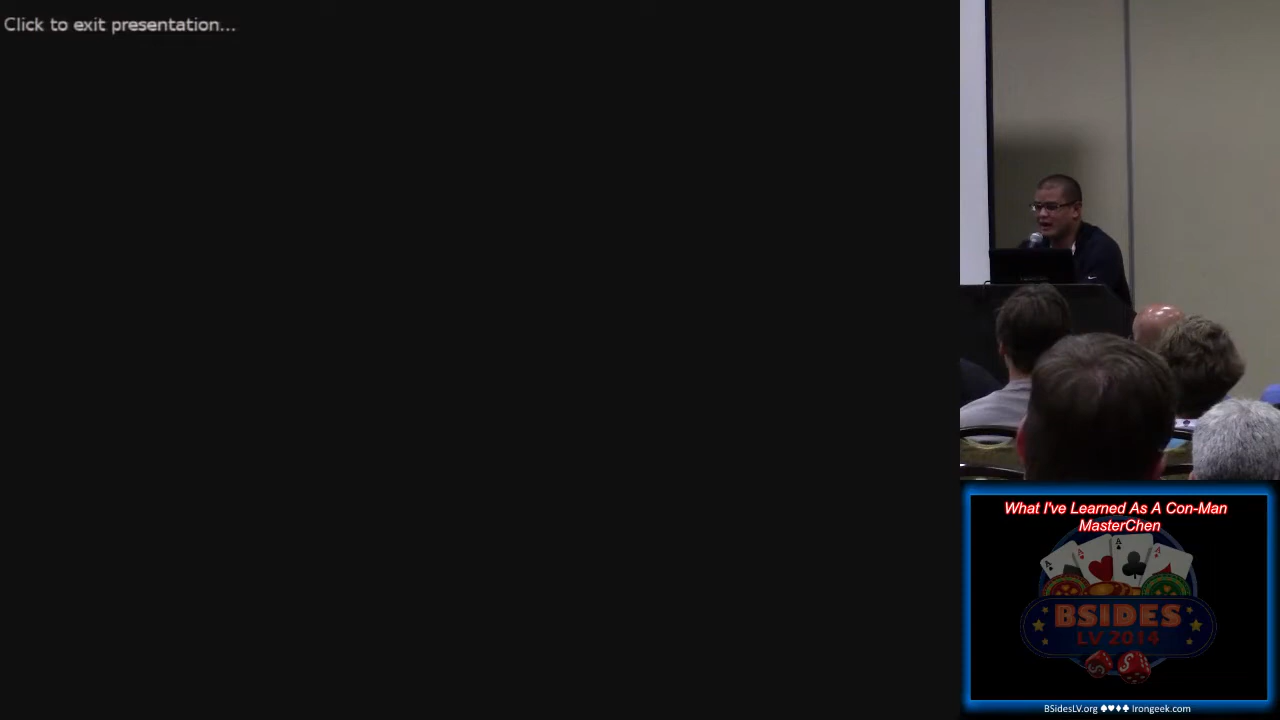 Click to exit presentation...
What I've Learned As A Con-Man
MasterChen
BSIDES
LV 2014
BSidesLV.org ♠♥♦♣ Irongeek.com